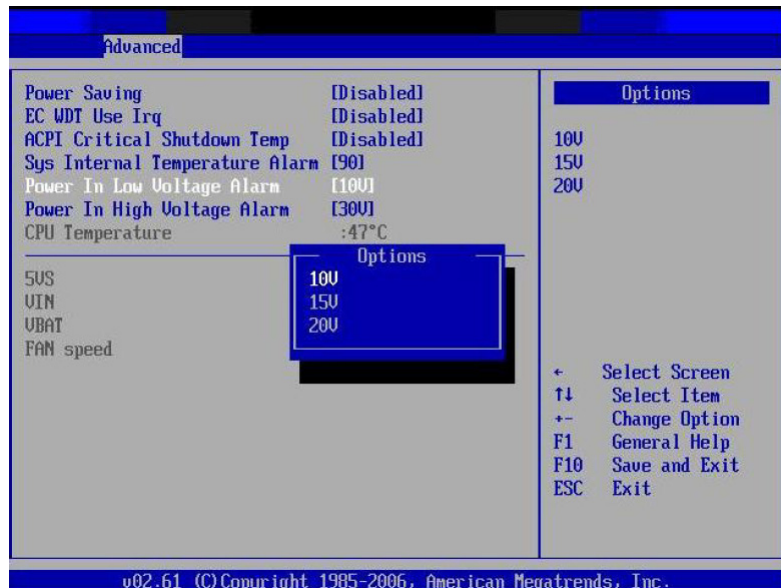 Advanced
Power Saving [Disabled]
EC WDT Use Irq [Disabled]
ACPI Critical Shutdown Temp [Disabled]
Sys Internal Temperature Alarm [90]
Power In Low Voltage Alarm [10V]
Power In High Voltage Alarm [30V]
CPU Temperature :47°C
5VS
VIN
VBAT
FAN speed
Options
10V
15V
20V
Options
10V
15V
20V
← Select Screen
↑↓ Select Item
+- Change Option
F1 General Help
F10 Save and Exit
ESC Exit
v02.61 (C)Copyright 1985-2006, American Megatrends, Inc.